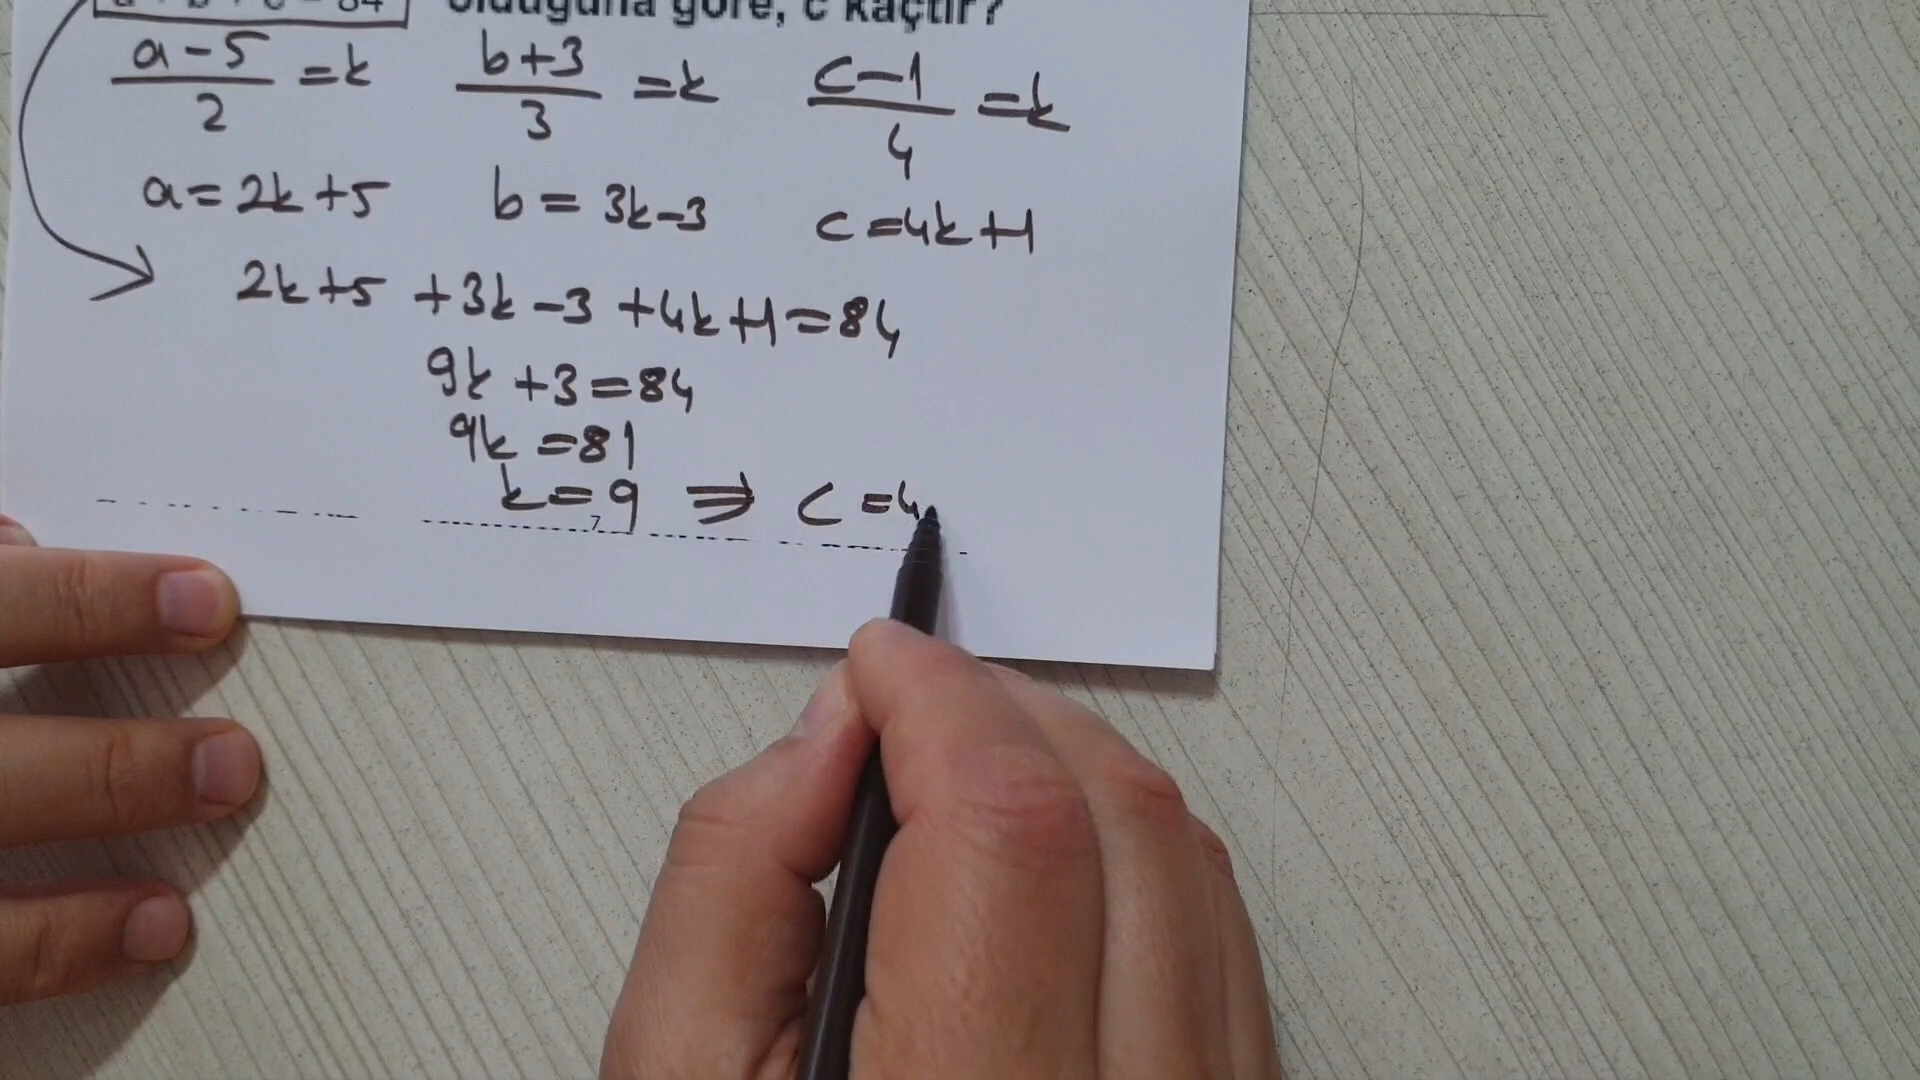 olduğuna göre, c kaçtır?
a-5/2 =k b+3/3 =k c-1/4 =k
a=2k+5 b=3k-3 c=4k+1
2k+5 +3k-3 +4k+1=84
9k+3=84
9k=81
k=9 ⇒ c=4